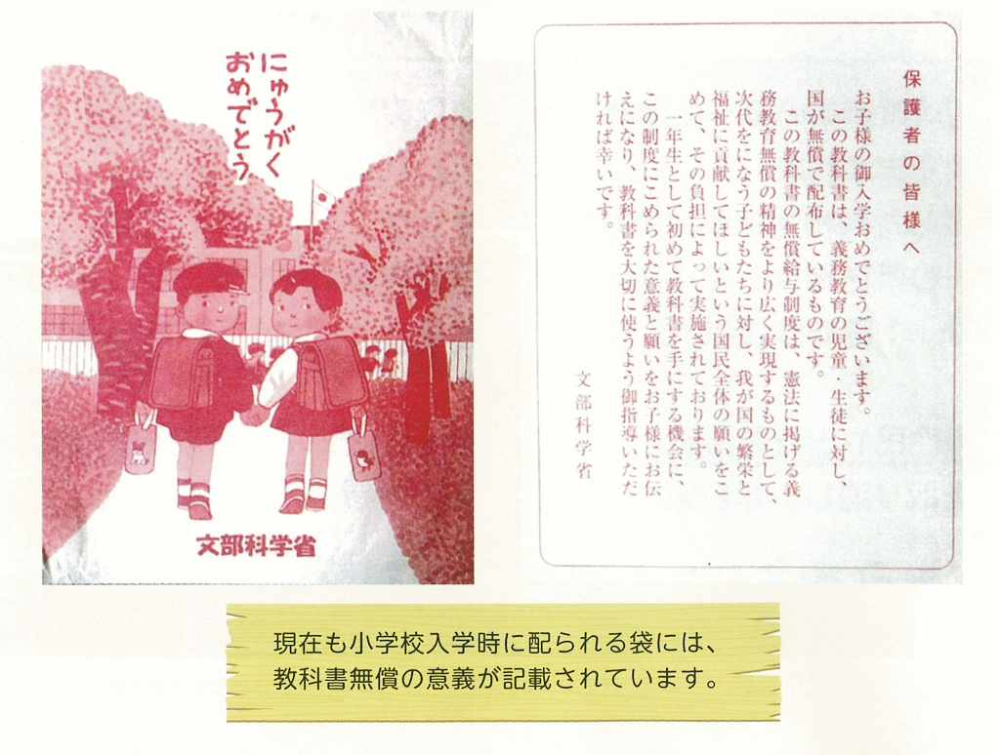 にゅうがく
おめでとう
文部科学省
保護者の皆様へ
お子様の御入学おめでとうございます。
この教科書は、義務教育の児童・生徒に対し、
国が無償で配布しているものです。
この教科書の無償給与制度は、憲法に掲げる義
務教育無償の精神をより広く実現するものとして、
次代をになう子どもたちに対し、我が国の繁栄と
福祉に貢献してほしいという国民全体の願いをこ
めて、その負担によって実施されております。
一年生として初めて教科書を手にする機会に、
この制度にこめられた意義と願いをお子様にお伝
えになり、教科書を大切に使うよう御指導いただ
ければ幸いです。
文部科学省
現在も小学校入学時に配られる袋には、
教科書無償の意義が記載されています。